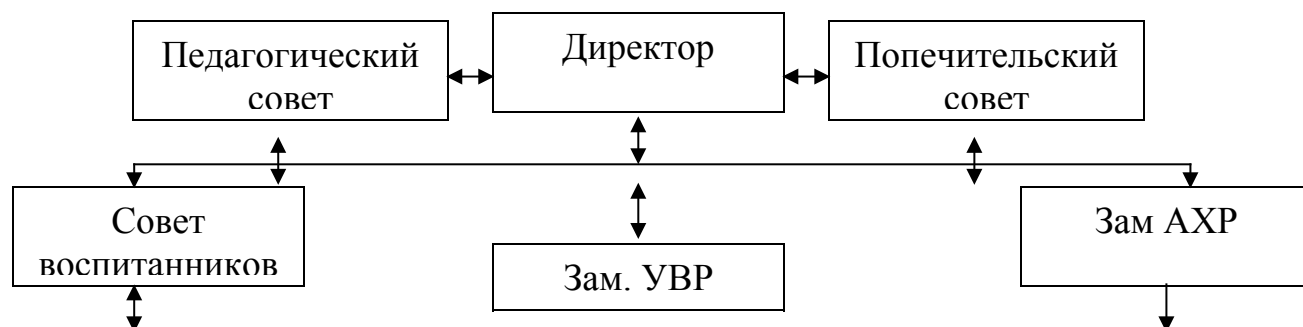 Педагогический
совет
Директор
Попечительский
совет
Совет
воспитанников
Зам. УВР
Зам АХР